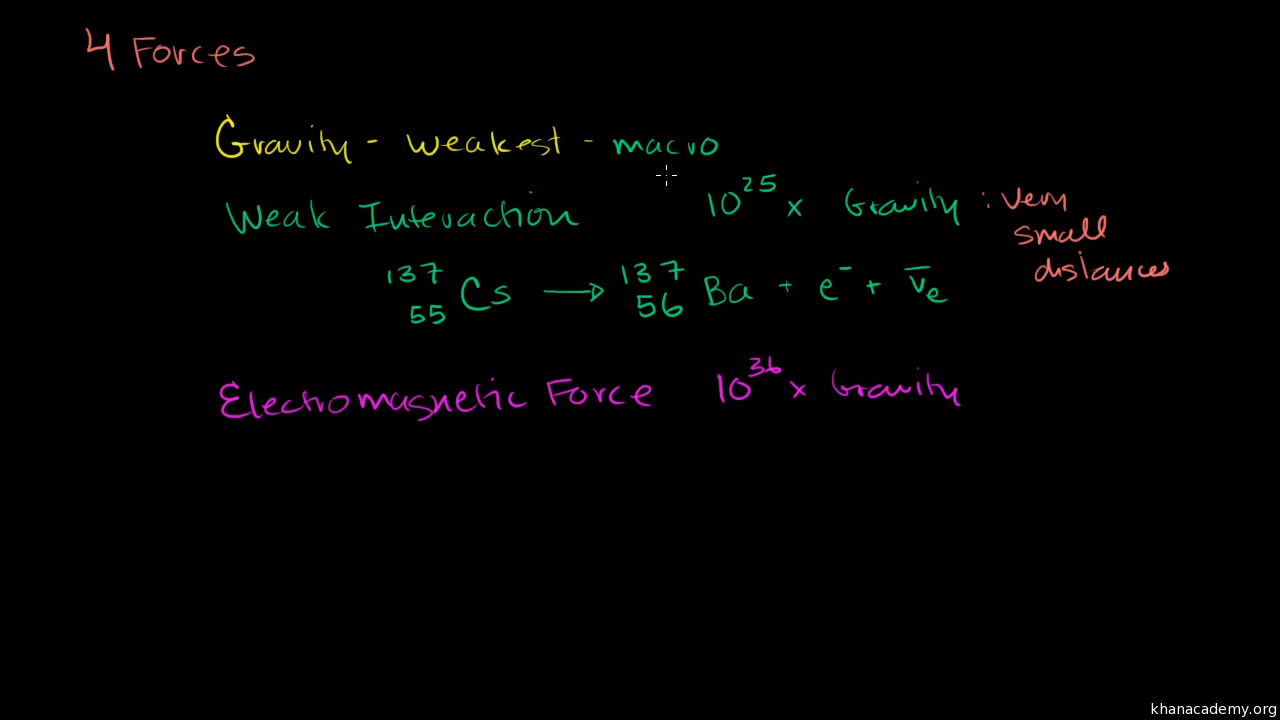 4 Forces
Gravity - weakest - macro
Weak Interaction 10^25 x Gravity : very
small
distances
137 55 Cs → 137 56 Ba + e⁻ + ν̄e
Electromagnetic Force 10^36 x Gravity
khanacademy.org